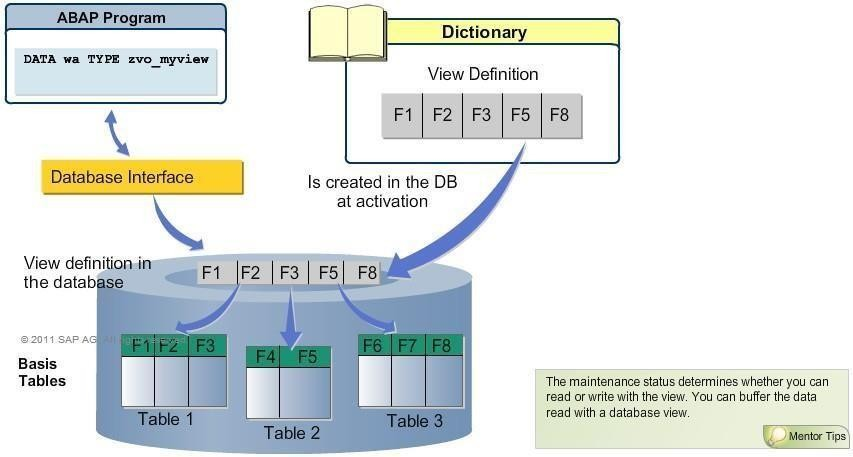 ABAP Program
DATA wa TYPE zvo_myview
Dictionary
View Definition
F1 F2 F3 F5 F8
Database Interface
Is created in the DB
at activation
View definition in
the database
F1 F2 F3 F5 F8
© 2011 SAP AG. All rights reserved.
Basis
Tables
F1 F2 F3
F4 F5
F6 F7 F8
Table 1
Table 2
Table 3
The maintenance status determines whether you can
read or write with the view. You can buffer the data
read with a database view.
Mentor Tips